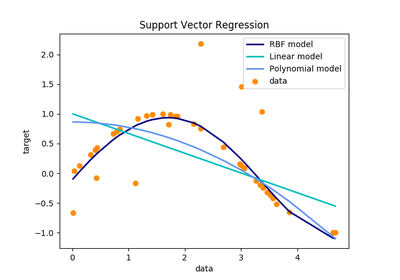 Support Vector Regression
RBF model
Linear model
Polynomial model
data
target
2.0
1.5
1.0
0.5
0.0
−0.5
−1.0
0
1
2
3
4
data